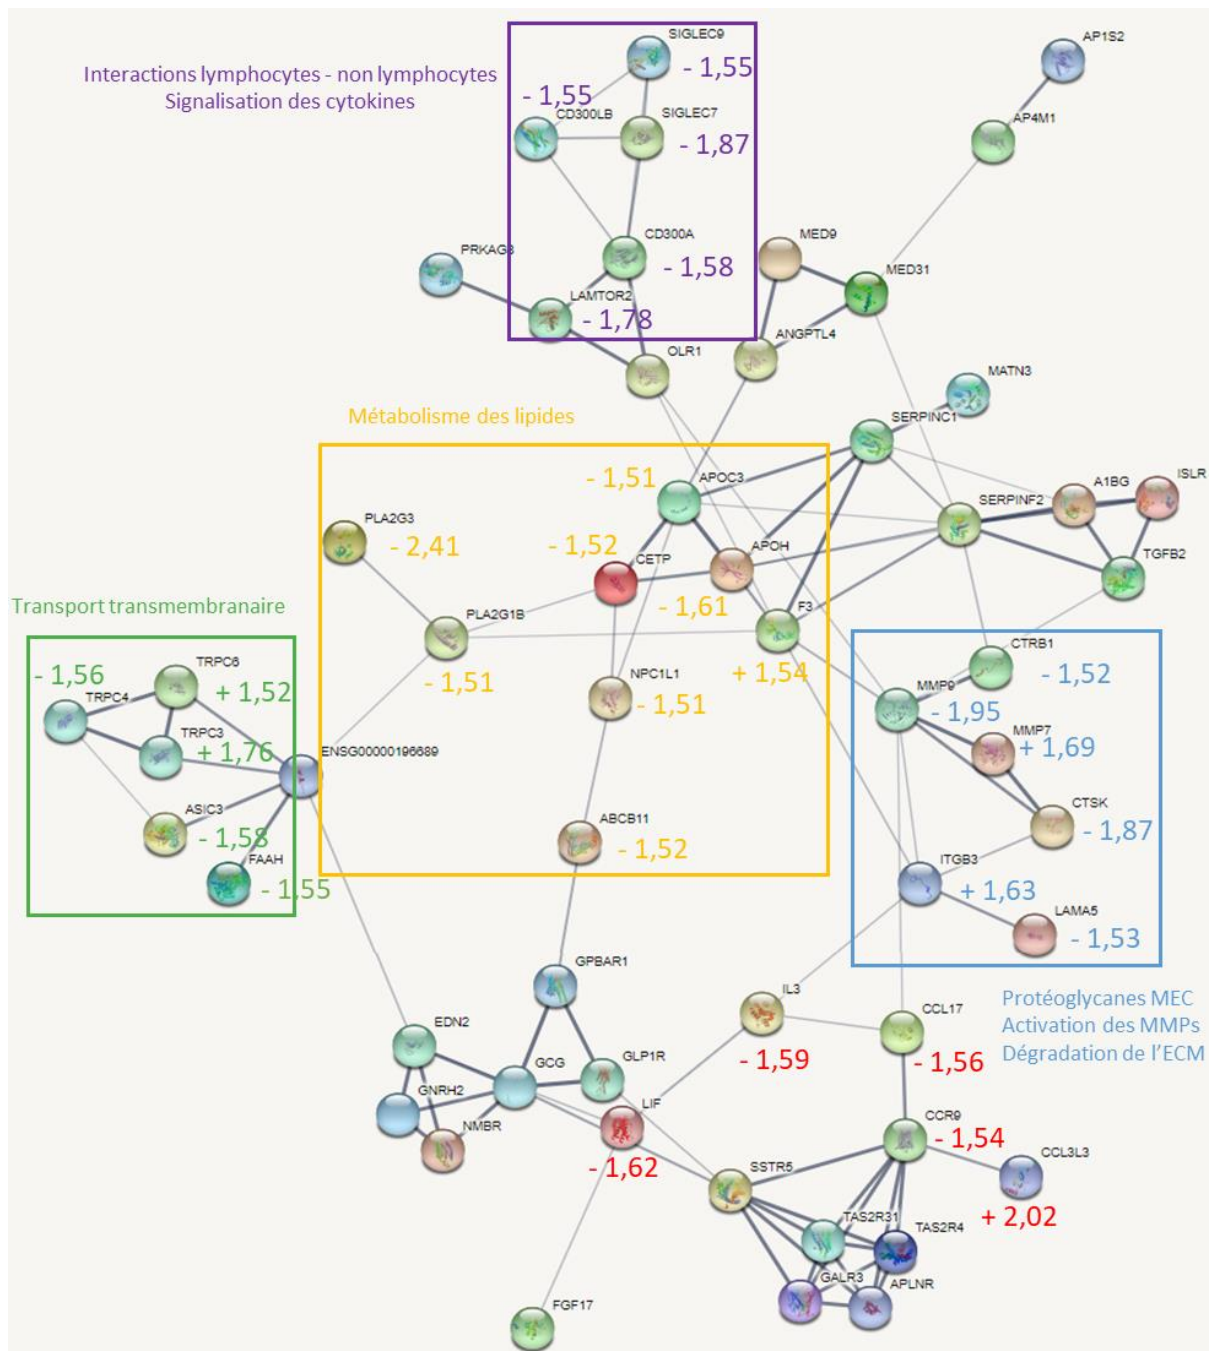 SIGLEC9
- 1,55
AP1S2
Interactions lymphocytes - non lymphocytes
Signalisation des cytokines
- 1,55
CD300LB
SIGLEC7
- 1,87
AP4M1
PRKAG3
CD300A
- 1,58
MED9
MED31
LAMTOR2
- 1,78
ANGPTL4
OLR1
MATN3
Métabolisme des lipides
SERPINC1
- 1,51
APOC3
A1BG
ISLR
SERPINF2
PLA2G3
- 2,41
- 1,52
CETP
APOH
- 1,61
TGFB2
Transport transmembranaire
PLA2G1B
- 1,51
F3
+ 1,54
NPC1L1
- 1,51
CTRB1
- 1,52
- 1,56
TRPC4
TRPC6
+ 1,52
TRPC3
+ 1,76
ENSG00000196689
MMP9
- 1,95
MMP7
+ 1,69
ASIC3
- 1,58
FAAH
- 1,55
ABCB11
- 1,52
CTSK
- 1,87
ITGB3
+ 1,63
LAMA5
- 1,53
GPBAR1
IL3
- 1,59
CCL17
- 1,56
Protéoglycanes MEC
Activation des MMPs
Dégradation de l'ECM
EDN2
GCG
GLP1R
GNRH2
NMBR
LIF
- 1,62
CCR9
- 1,54
CCL3L3
+ 2,02
SSTR5
TAS2R31
TAS2R4
GALR3
APLNR
FGF17